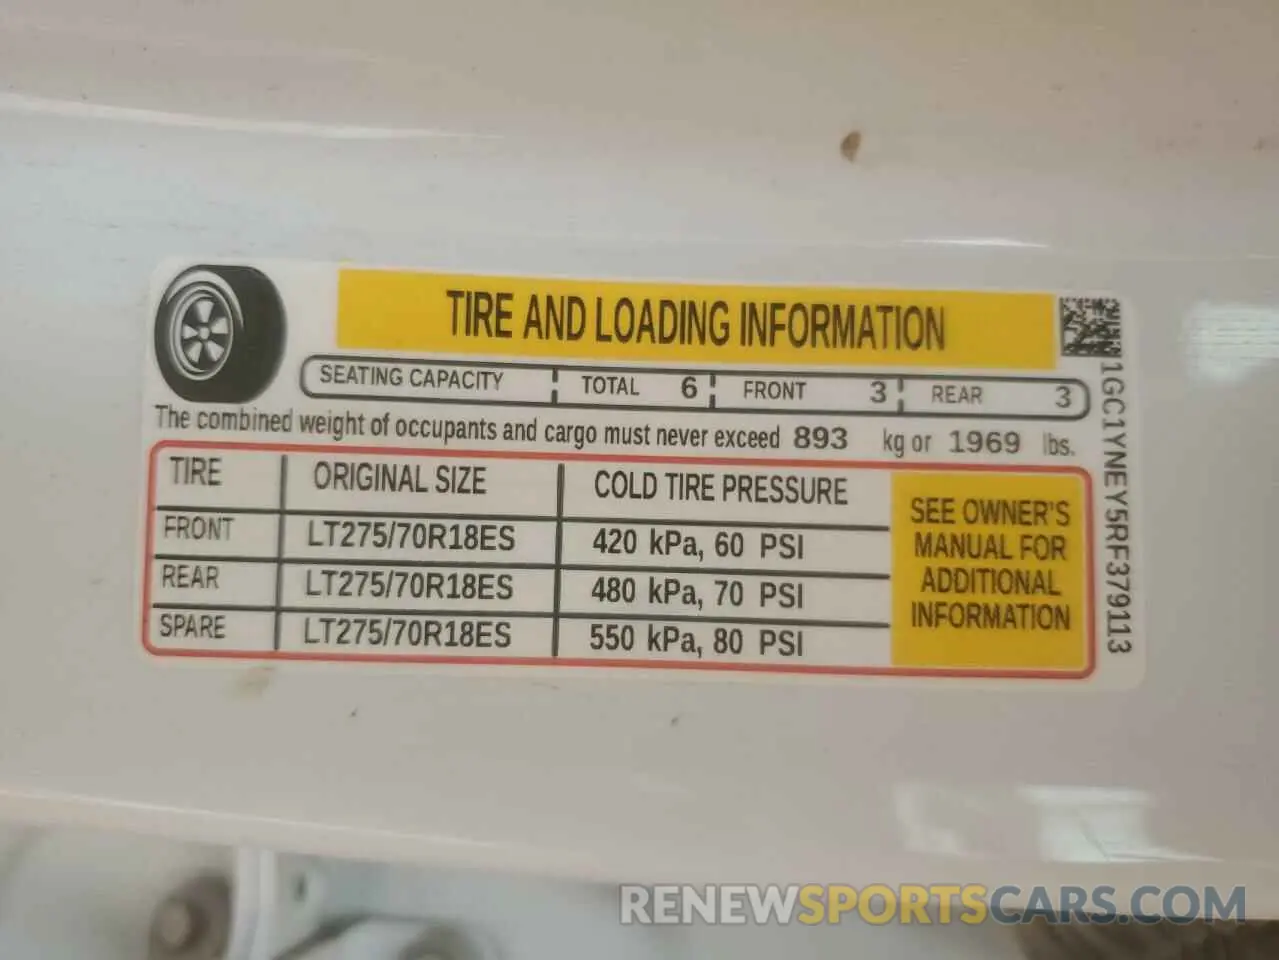 TIRE AND LOADING INFORMATION
SEATING CAPACITY TOTAL 6 FRONT 3 REAR 3
The combined weight of occupants and cargo must never exceed 893 kg or 1969 lbs.
TIRE ORIGINAL SIZE COLD TIRE PRESSURE
FRONT LT275/70R18ES 420 kPa, 60 PSI
REAR LT275/70R18ES 480 kPa, 70 PSI
SPARE LT275/70R18ES 550 kPa, 80 PSI
SEE OWNER'S
MANUAL FOR
ADDITIONAL
INFORMATION
1GC1YNEY5RF379113
RENEWSPORTSCARS.COM